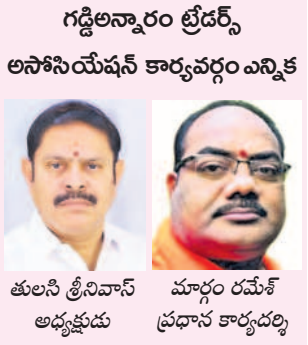 గడ్డిఅన్నారం ట్రేడర్స్
అసోసియేషన్ కార్యవర్గం ఎన్నిక
తులసి శ్రీనివాస్
అధ్యక్షుడు
మార్గం రమేశ్
ప్రధాన కార్యదర్శి